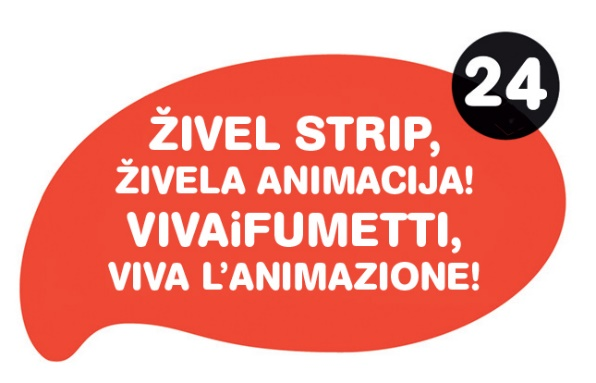 24
ŽIVEL STRIP,
ŽIVELA ANIMACIJA!
VIVAiFUMETTI,
VIVA L’ANIMAZIONE!